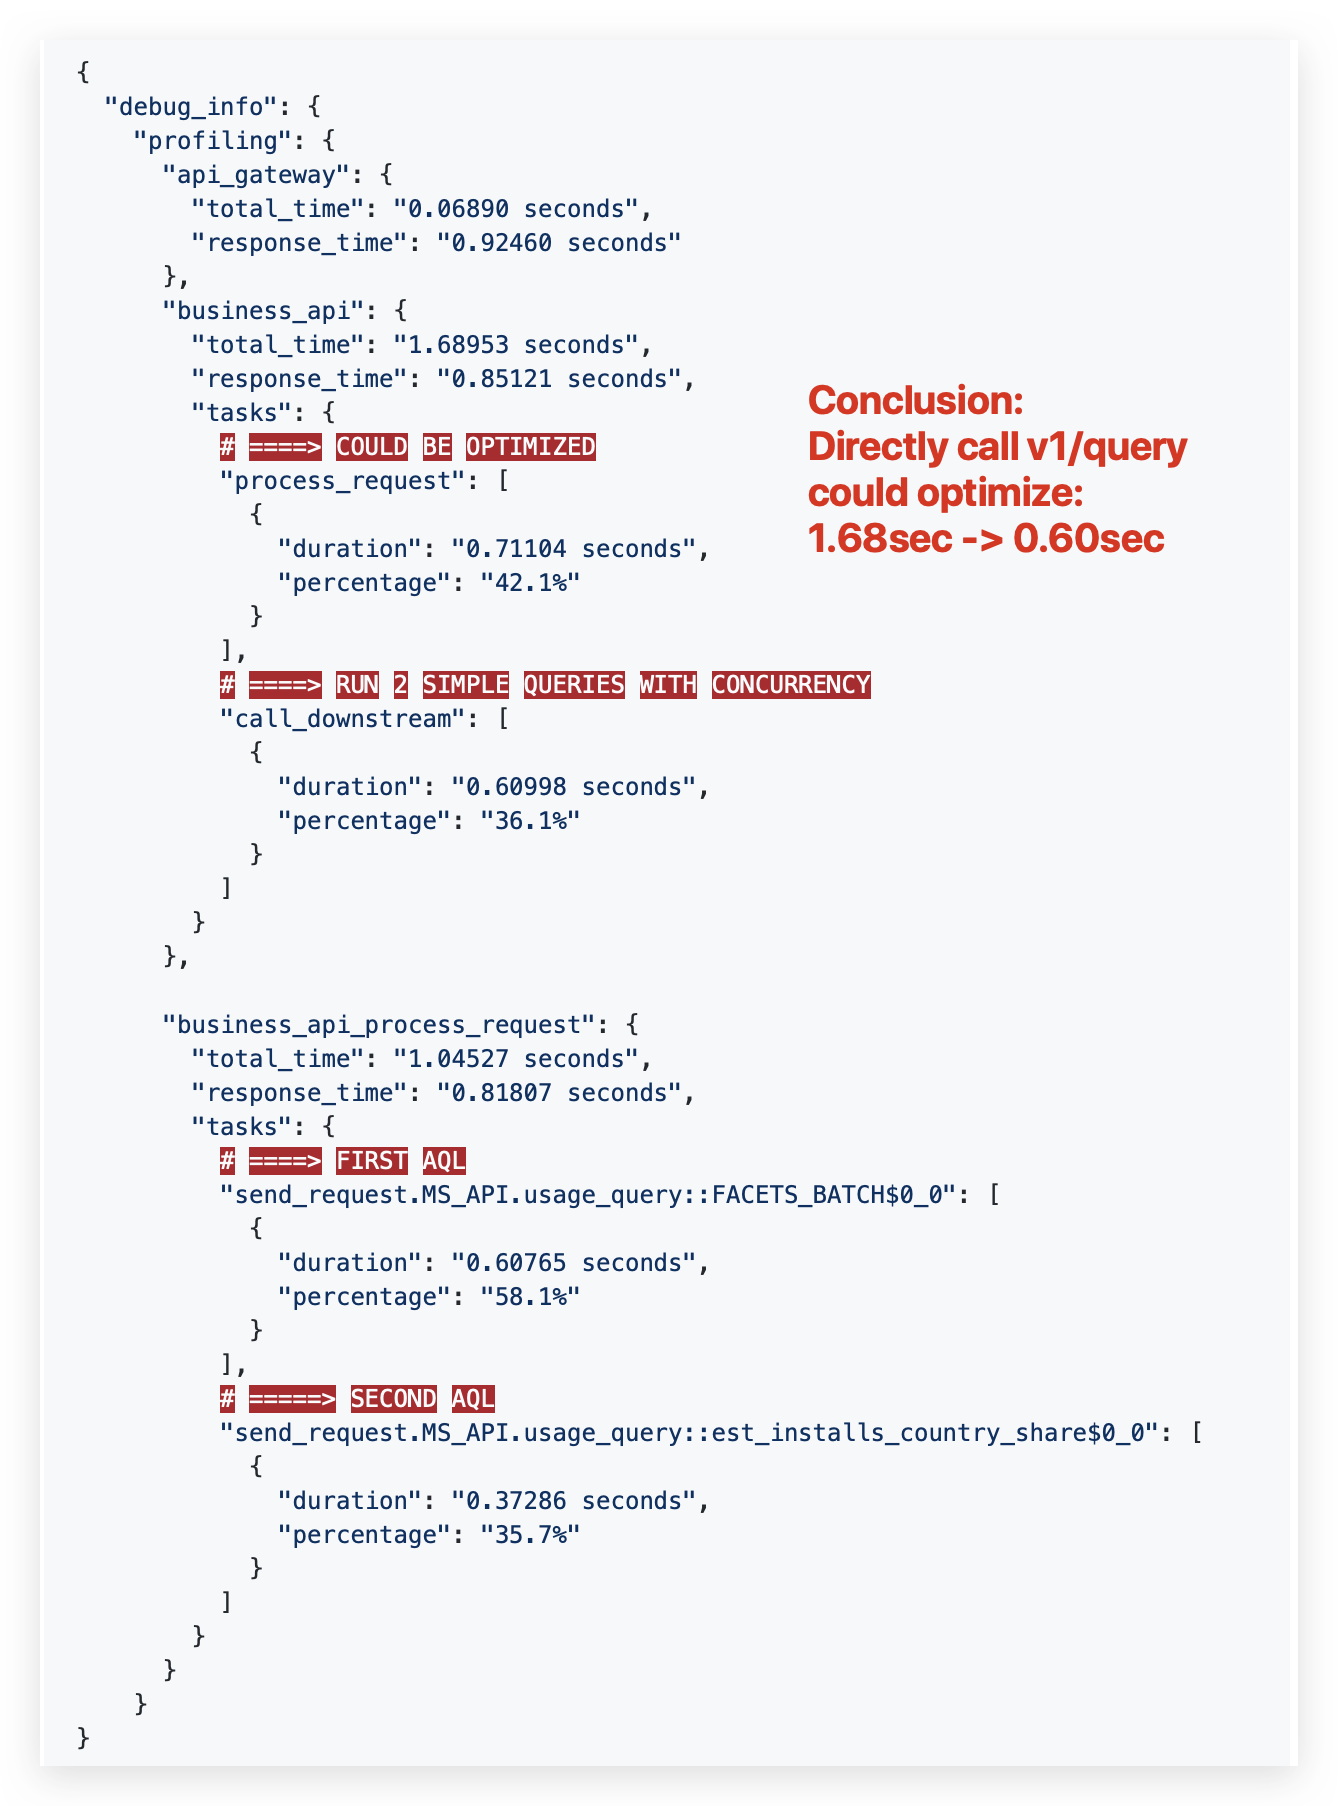 {
"debug_info": {
"profiling": {
"api_gateway": {
"total_time": "0.06890 seconds",
"response_time": "0.92460 seconds"
},
"business_api": {
"total_time": "1.68953 seconds",
"response_time": "0.85121 seconds",
"tasks": {
# ====> COULD BE OPTIMIZED
"process_request": [
{
"duration": "0.71104 seconds",
"percentage": "42.1%"
}
],
# ====> RUN 2 SIMPLE QUERIES WITH CONCURRENCY
"call_downstream": [
{
"duration": "0.60998 seconds",
"percentage": "36.1%"
}
]
}
},
"business_api_process_request": {
"total_time": "1.04527 seconds",
"response_time": "0.81807 seconds",
"tasks": {
# ====> FIRST AQL
"send_request.MS_API.usage_query::FACETS_BATCH$0_0": [
{
"duration": "0.60765 seconds",
"percentage": "58.1%"
}
],
# =====> SECOND AQL
"send_request.MS_API.usage_query::est_installs_country_share$0_0": [
{
"duration": "0.37286 seconds",
"percentage": "35.7%"
}
]
}
}
}
}
Conclusion:
Directly call v1/query
could optimize:
1.68sec -> 0.60sec